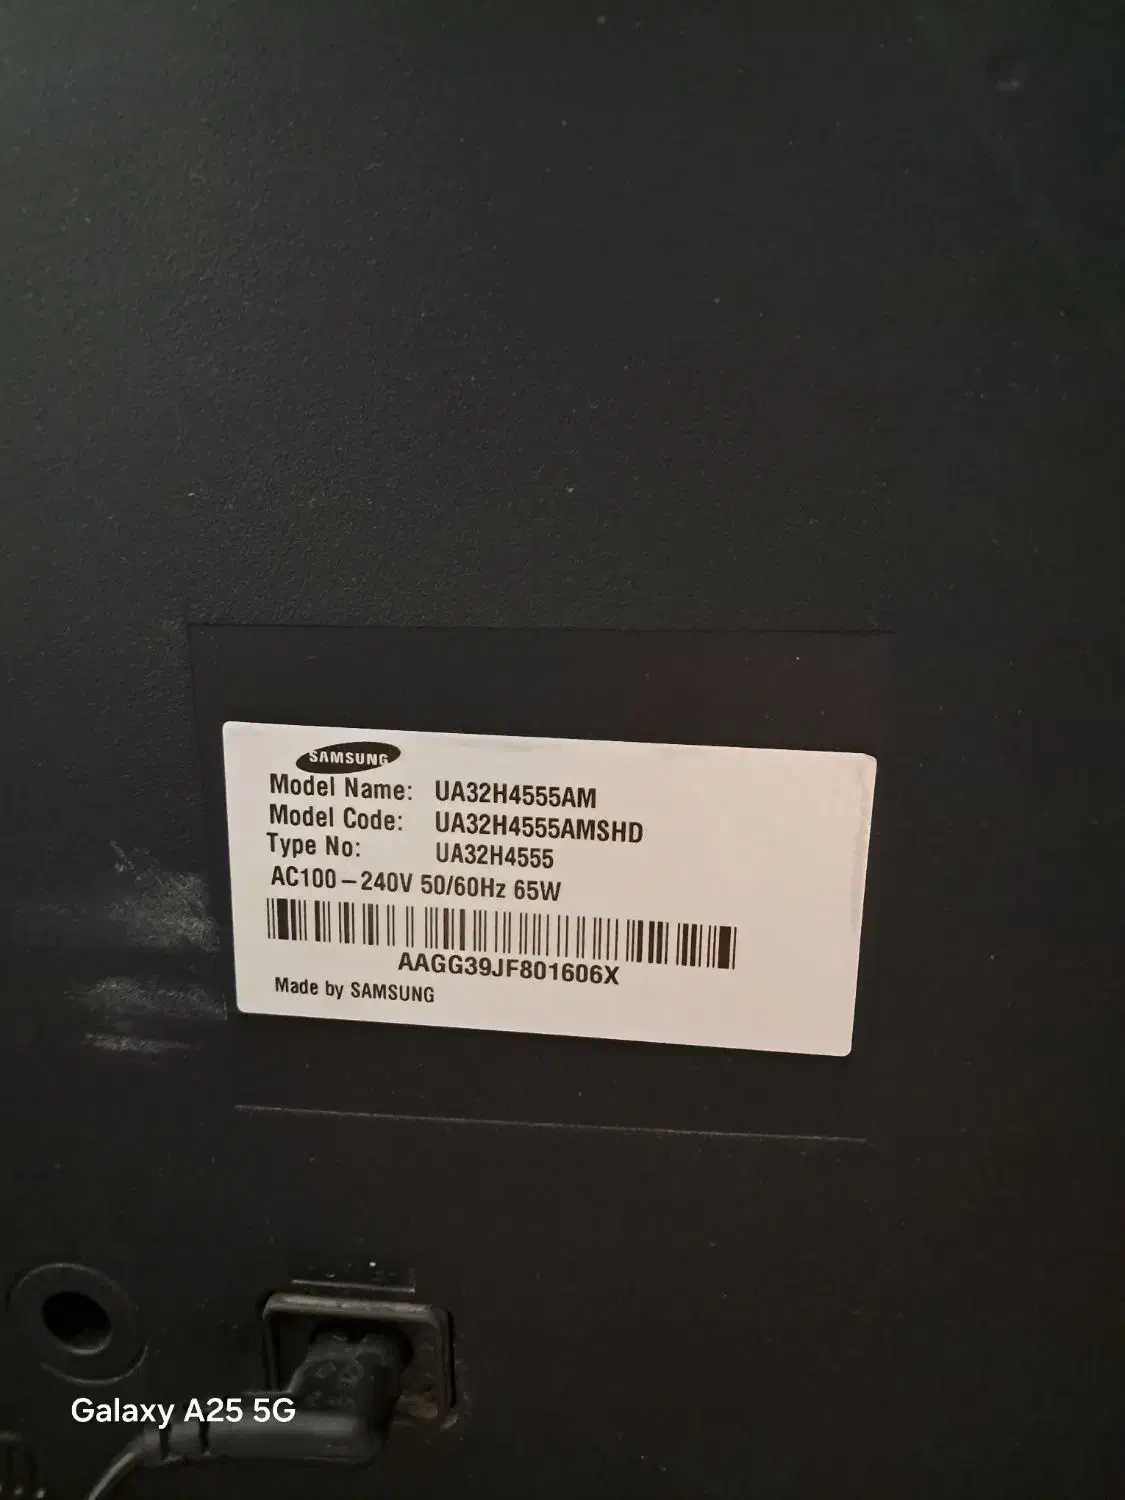 SAMSUNG
Model Name: UA32H4555AM
Model Code: UA32H4555AMSHD
Type No: UA32H4555
AC100–240V 50/60Hz 65W
AAGG39JF801606X
Made by SAMSUNG
Galaxy A25 5G